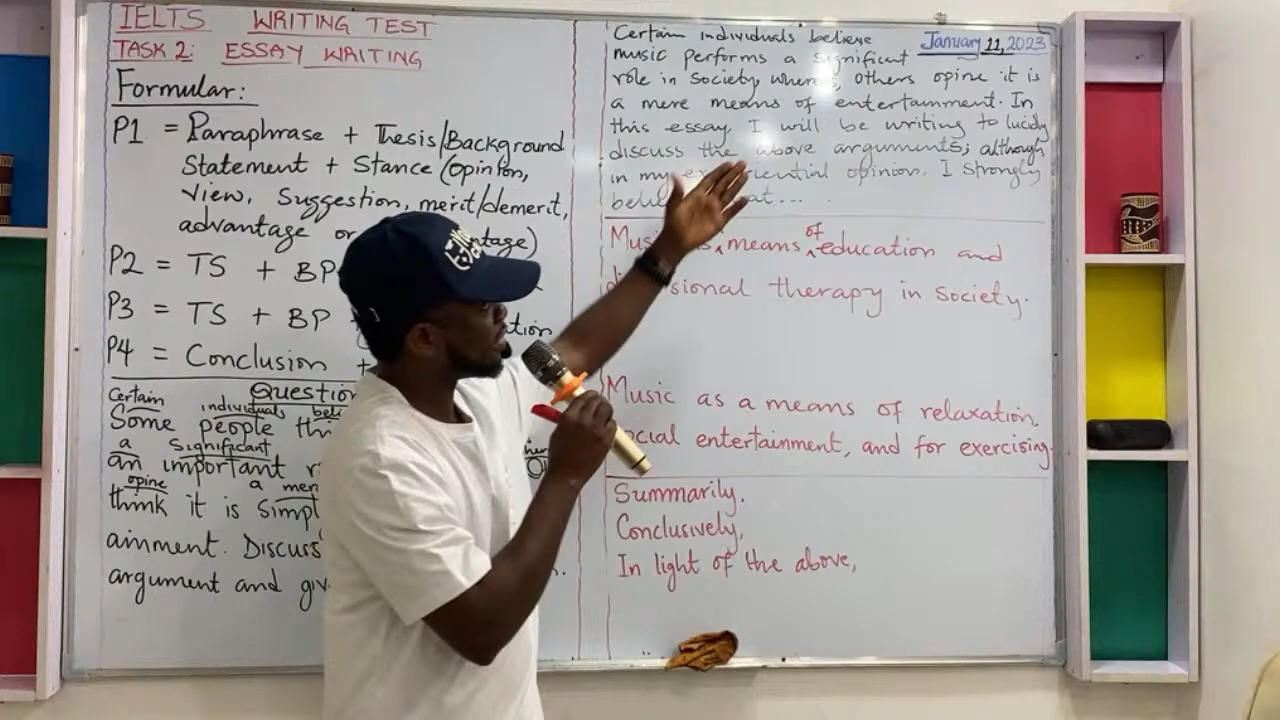 IELTS WRITING TEST
TASK 2: ESSAY WRITING
Formular:
P1 = Paraphrase + Thesis/Background
Statement + Stance (opinion,
view, Suggestion, merit/demerit,
advantage or
P2 = TS + BP
P3 = TS + BP
P4 = Conclusion +
Question
Certain individuals
Some people
a significant
an important
opine a
think it is
ainment. Discuss
argument and
January 11, 2023
Certain individuals believe
music performs a significant
role in society others opine it is
a mere means of entertainment. In
this essay, I will be writing to lucidly
discuss the above arguments; although
in my opinion, I strongly
means of education and
therapy in society.
Music as a means of relaxation,
entertainment, and for exercising.
Summarily,
Conclusively,
In light of the above,